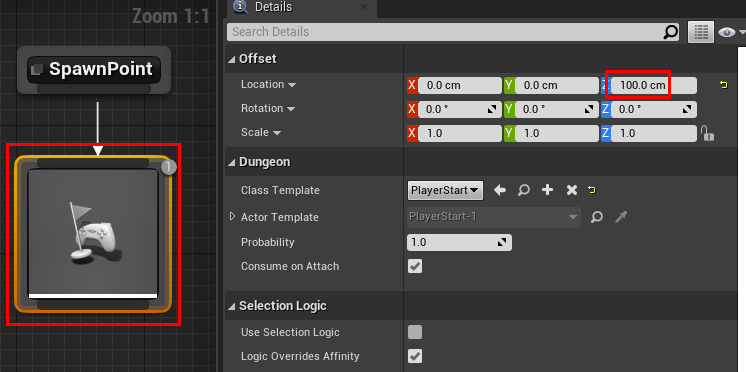 Zoom 1:1
SpawnPoint
1
Details
Search Details
Offset
Location X 0.0 cm Y 0.0 cm Z 100.0 cm
Rotation X 0.0 ° Y 0.0 ° Z 0.0 °
Scale X 1.0 Y 1.0 Z 1.0
Dungeon
Class Template PlayerStart
Actor Template PlayerStart-1
Probability 1.0
Consume on Attach
Selection Logic
Use Selection Logic
Logic Overrides Affinity